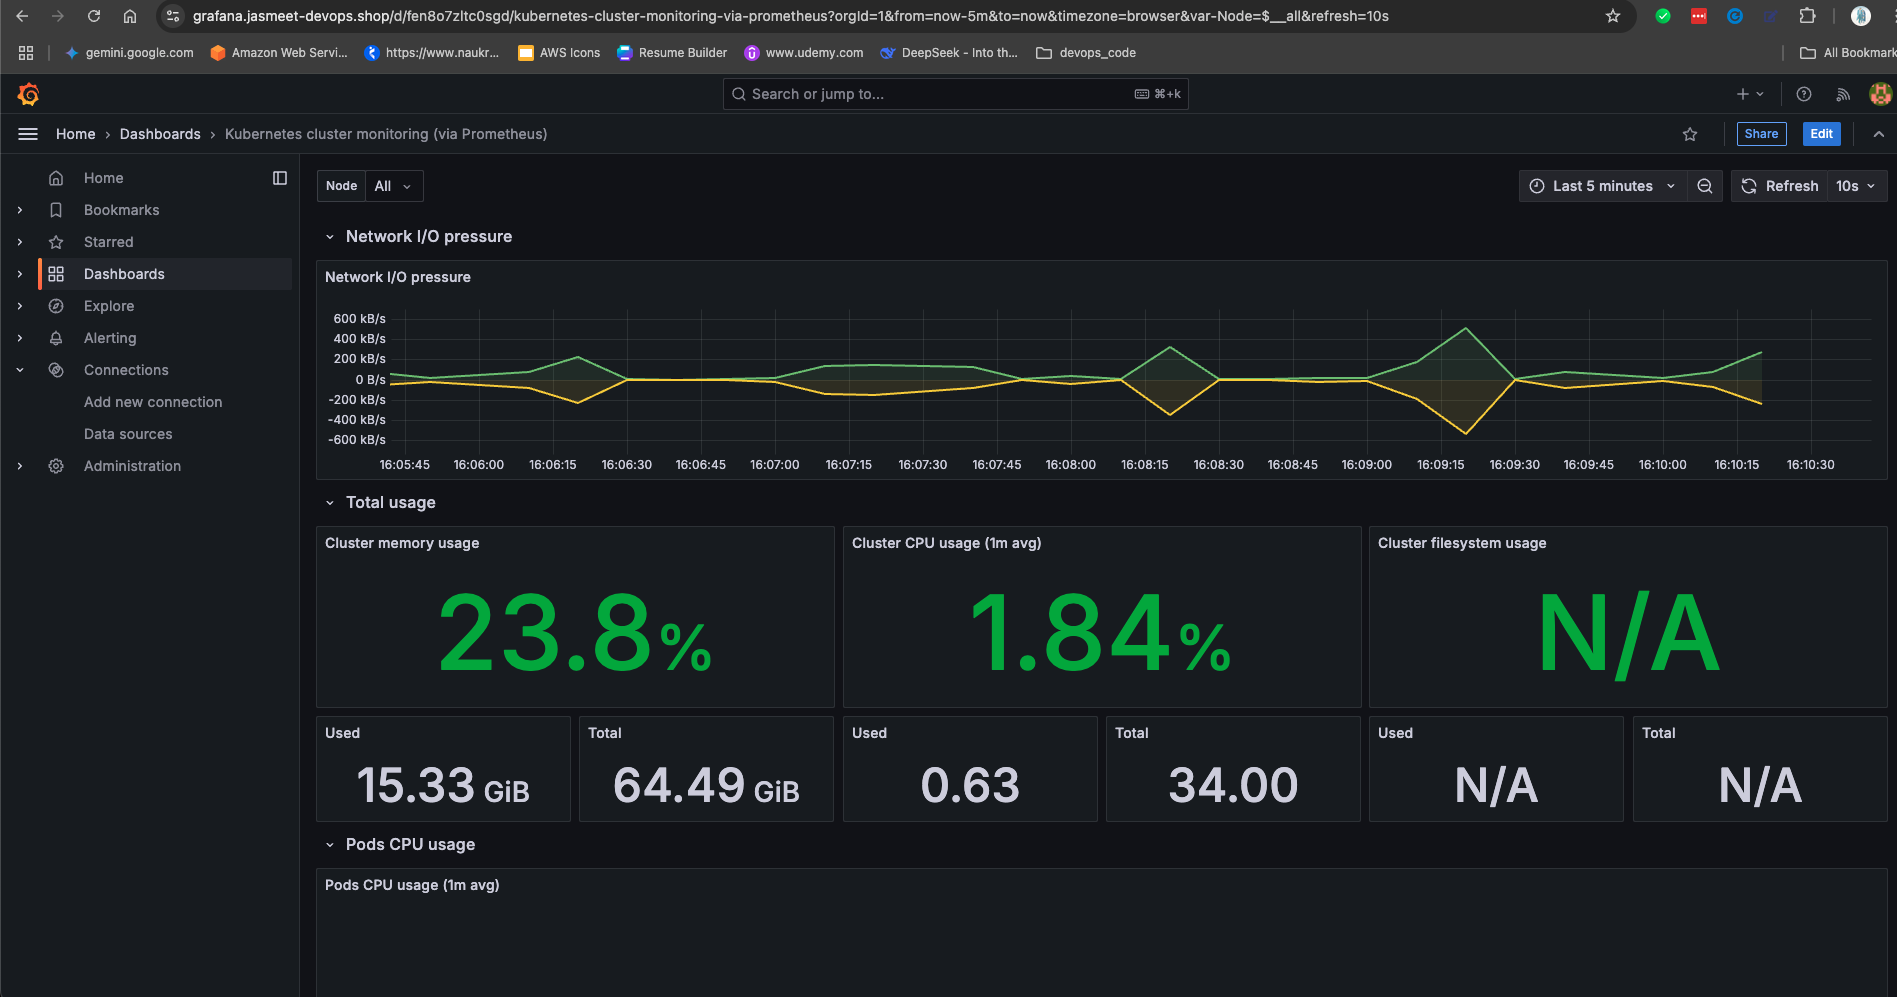 grafana.jasmeet-devops.shop/d/fen8o7zltc0sgd/kubernetes-cluster-monitoring-via-prometheus?orgId=1&from=now-5m&to=now&timezone=browser&var-Node=$__all&refresh=10s
gemini.google.com Amazon Web Servi... https://www.naukr... AWS Icons Resume Builder www.udemy.com DeepSeek - Into th... devops_code All Bookmark
Search or jump to... ⌘+k
Home › Dashboards › Kubernetes cluster monitoring (via Prometheus) Share Edit
Home
Bookmarks
Starred
Dashboards
Explore
Alerting
Connections
Add new connection
Data sources
Administration
Node All Last 5 minutes Refresh 10s
Network I/O pressure
Network I/O pressure
600 kB/s
400 kB/s
200 kB/s
0 B/s
-200 kB/s
-400 kB/s
-600 kB/s
16:05:45 16:06:00 16:06:15 16:06:30 16:06:45 16:07:00 16:07:15 16:07:30 16:07:45 16:08:00 16:08:15 16:08:30 16:08:45 16:09:00 16:09:15 16:09:30 16:09:45 16:10:00 16:10:15 16:10:30
Total usage
Cluster memory usage Cluster CPU usage (1m avg) Cluster filesystem usage
23.8% 1.84% N/A
Used Total Used Total Used Total
15.33 GiB 64.49 GiB 0.63 34.00 N/A N/A
Pods CPU usage
Pods CPU usage (1m avg)